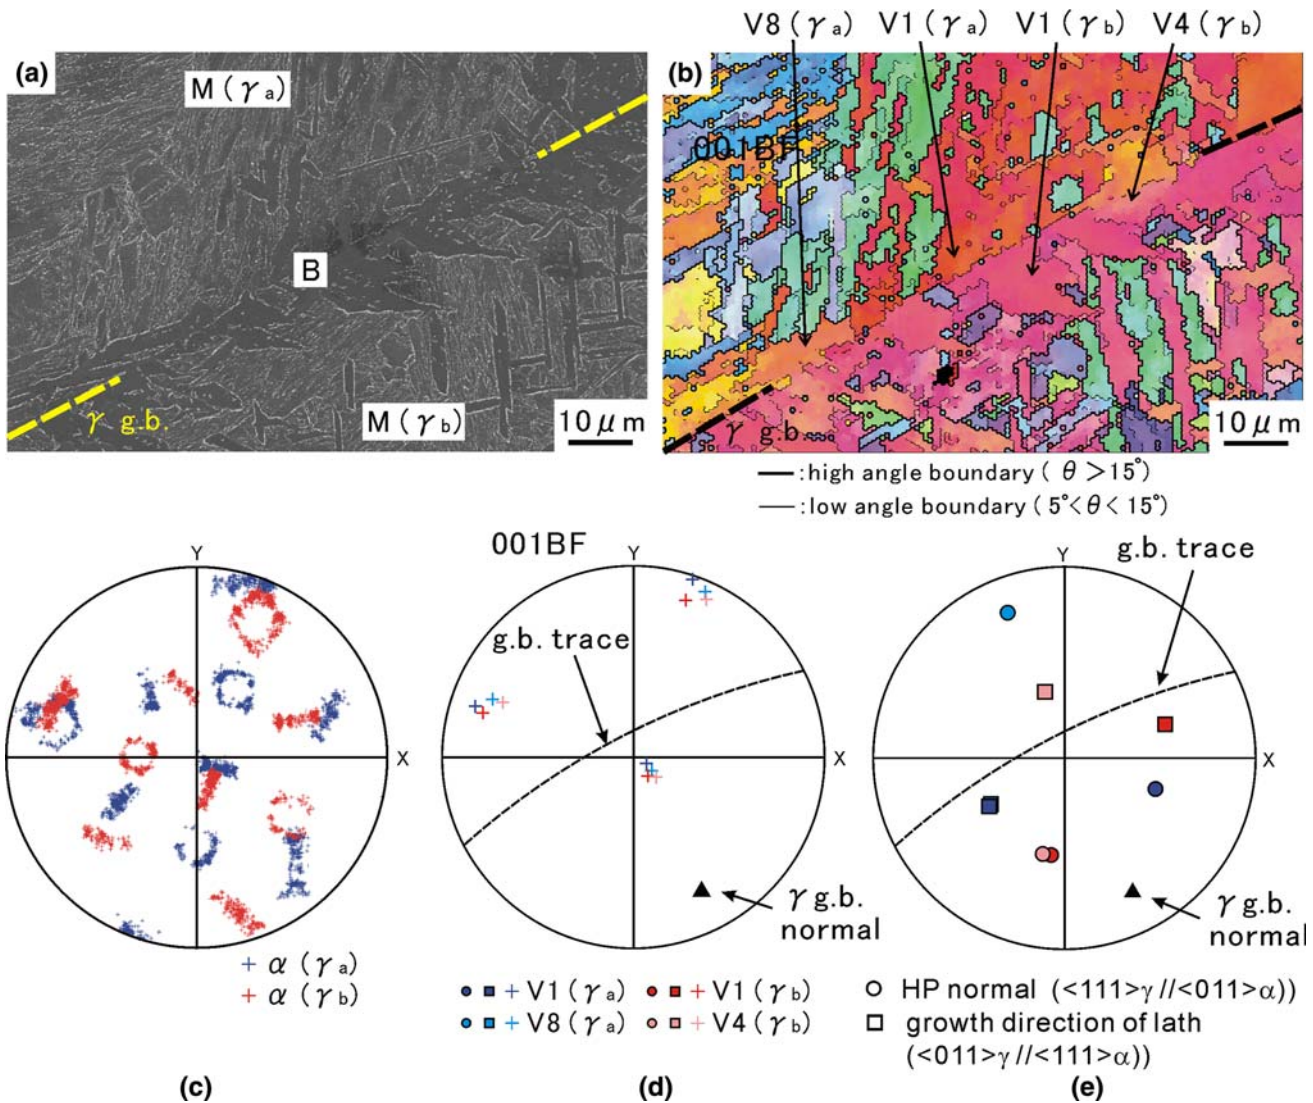 V8 (γa) V1 (γa) V1 (γb) V4 (γb)
(a)
M (γa)
B
γ g.b.
M (γb)
10 μm
(b)
001BF
γ g.b.
10 μm
: high angle boundary ( θ >15°)
: low angle boundary ( 5°< θ < 15°)
Y
X
+ α (γa)
+ α (γb)
(c)
001BF
Y
g.b. trace
X
γ g.b.
normal
V1 (γa) V1 (γb)
V8 (γa) V4 (γb)
(d)
Y
g.b. trace
X
γ g.b.
normal
HP normal (<111>γ//<011>α))
growth direction of lath
(<011>γ//<111>α))
(e)